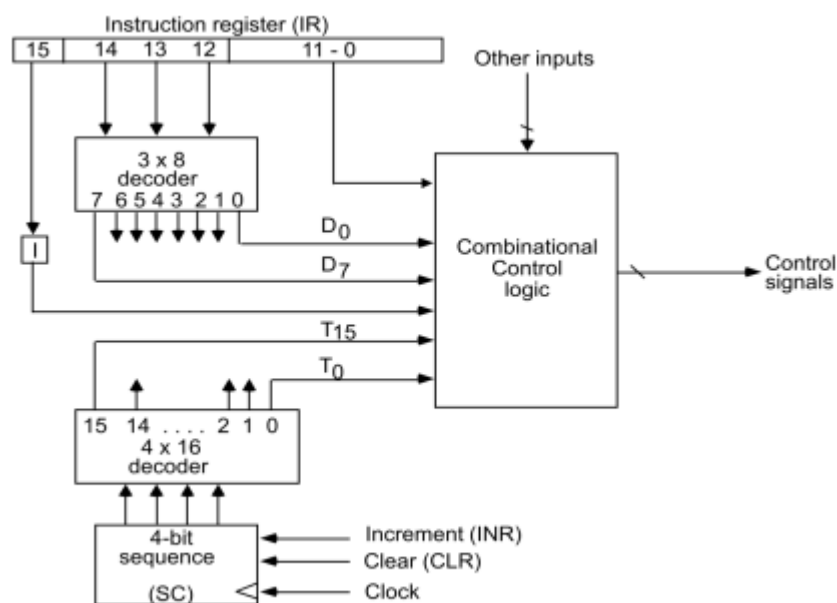 Instruction register (IR)
15 14 13 12 11 - 0
Other inputs
3 x 8
decoder
7 6 5 4 3 2 1 0
D0
I
D7
Combinational
Control
logic
Control
signals
T15
T0
15 14 . . . . 2 1 0
4 x 16
decoder
4-bit
sequence
(SC)
Increment (INR)
Clear (CLR)
Clock